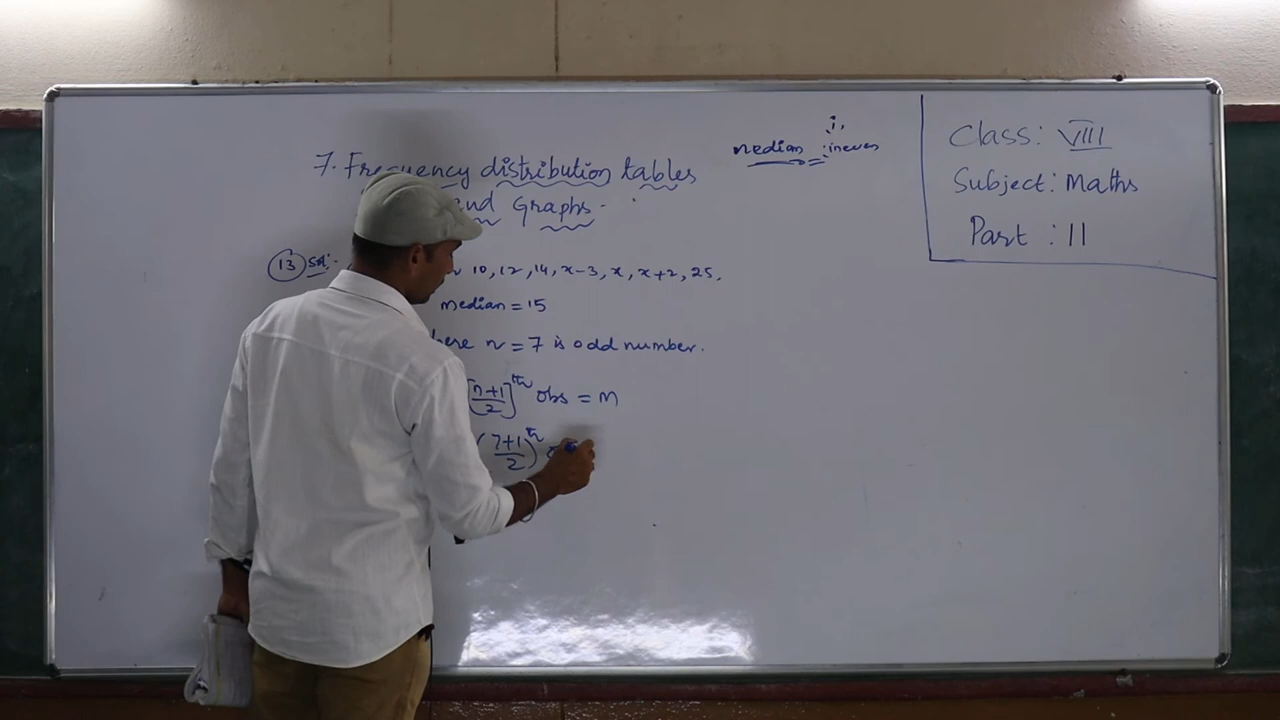 7. Frequency distribution tables
and Graphs.
median
Class: VIII
Subject: Maths
Part : II
13 Sol:-
10, 12, 14, x-3, x, x+2, 25,
median = 15
here n = 7 is odd number.
[n+1/2]th obs = m
(7+1/2)th